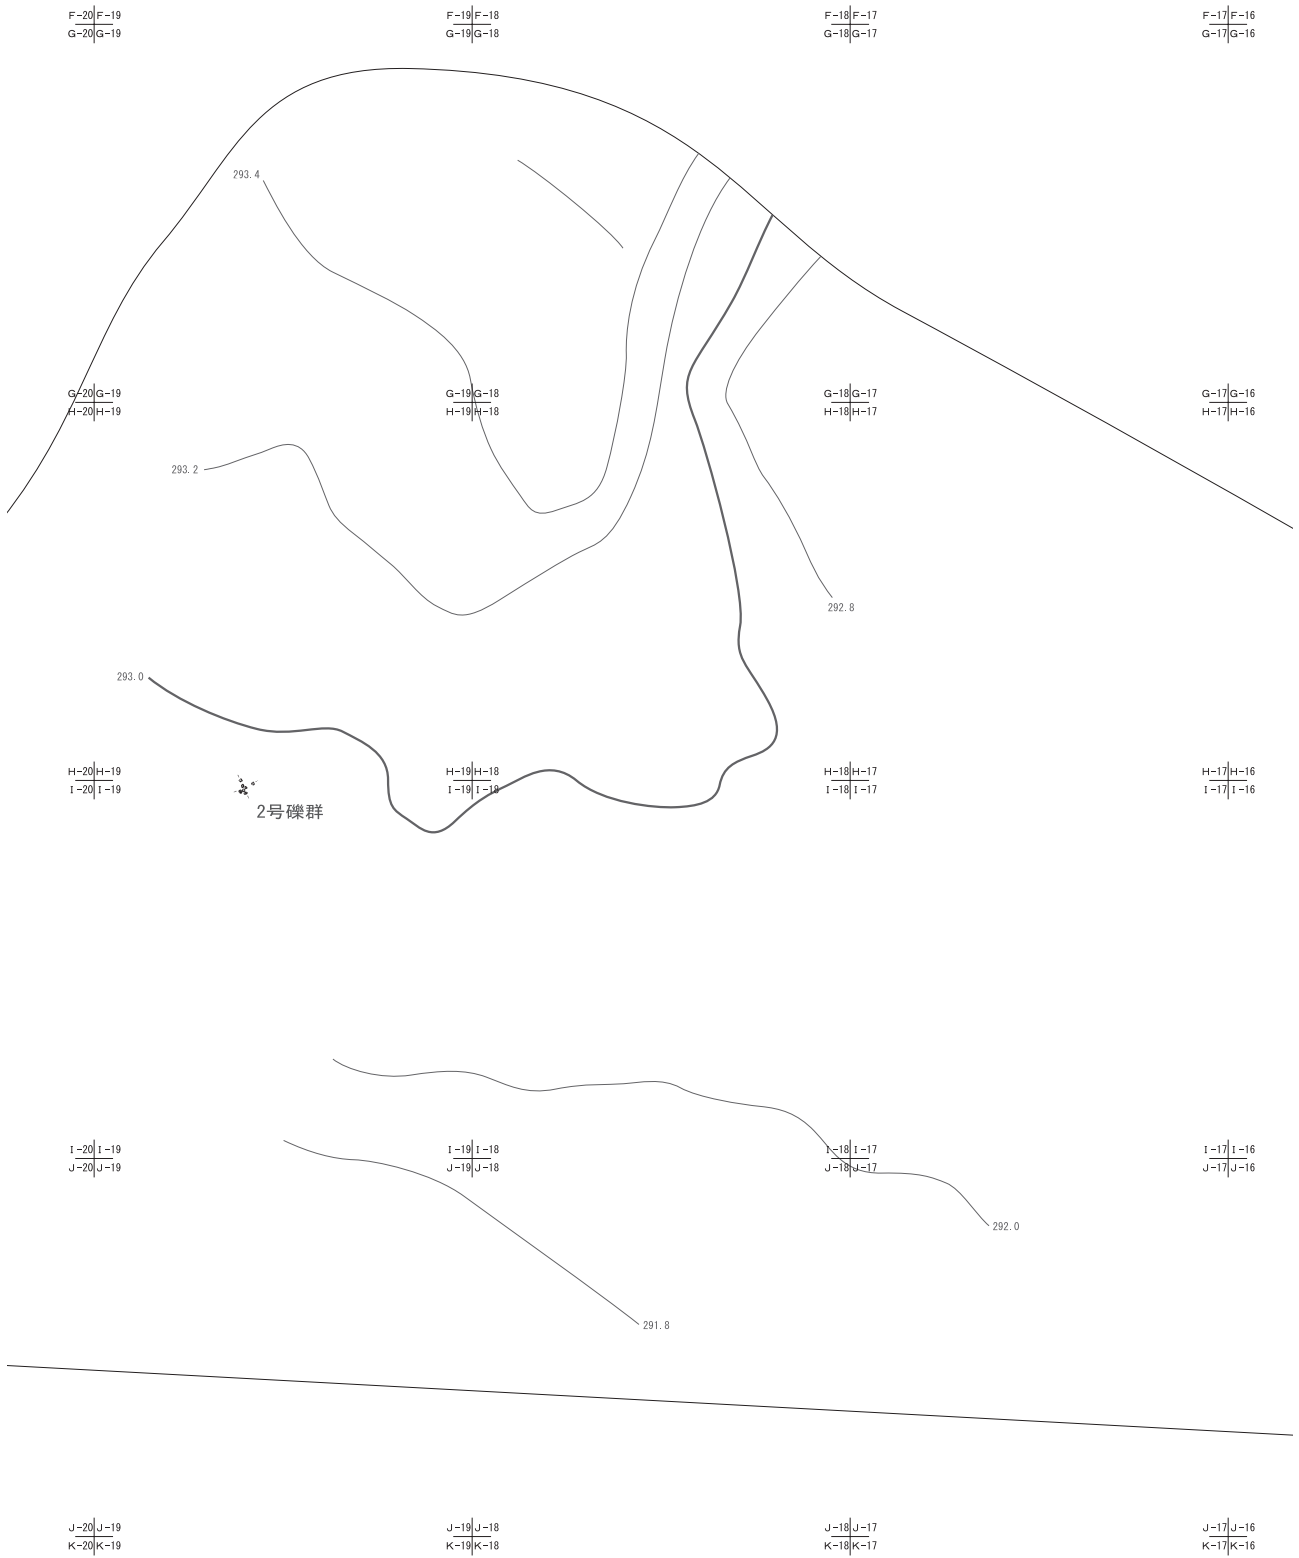 F-20 F-19
G-20 G-19
F-19 F-18
G-19 G-18
F-18 F-17
G-18 G-17
F-17 F-16
G-17 G-16
293.4
G-20 G-19
H-20 H-19
G-19 G-18
H-19 H-18
G-18 G-17
H-18 H-17
G-17 G-16
H-17 H-16
293.2
292.8
293.0
H-20 H-19
I-20 I-19
H-19 H-18
I-19 I-18
H-18 H-17
I-18 I-17
H-17 H-16
I-17 I-16
2号礫群
I-20 I-19
J-20 J-19
I-19 I-18
J-19 J-18
I-18 I-17
J-18 J-17
I-17 I-16
J-17 J-16
292.0
291.8
J-20 J-19
K-20 K-19
J-19 J-18
K-19 K-18
J-18 J-17
K-18 K-17
J-17 J-16
K-17 K-16